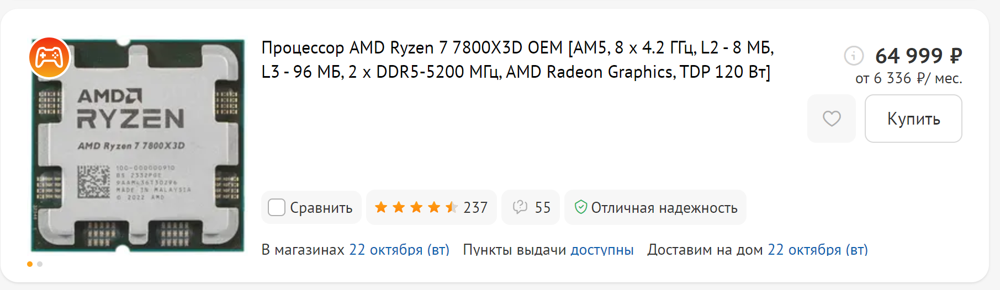 Процессор AMD Ryzen 7 7800X3D OEM [AM5, 8 x 4.2 ГГц, L2 - 8 МБ,
L3 - 96 МБ, 2 x DDR5-5200 МГц, AMD Radeon Graphics, TDP 120 Вт]
64 999 ₽
от 6 336 ₽/ мес.
Купить
AMD
RYZEN
AMD Ryzen 7 7800X3D
100-000000910
BS 2332PGE
9AAM436T30296
MADE IN MALAYSIA
© 2022 AMD
Сравнить
237
55
Отличная надежность
В магазинах 22 октября (вт) Пункты выдачи доступны Доставим на дом 22 октября (вт)